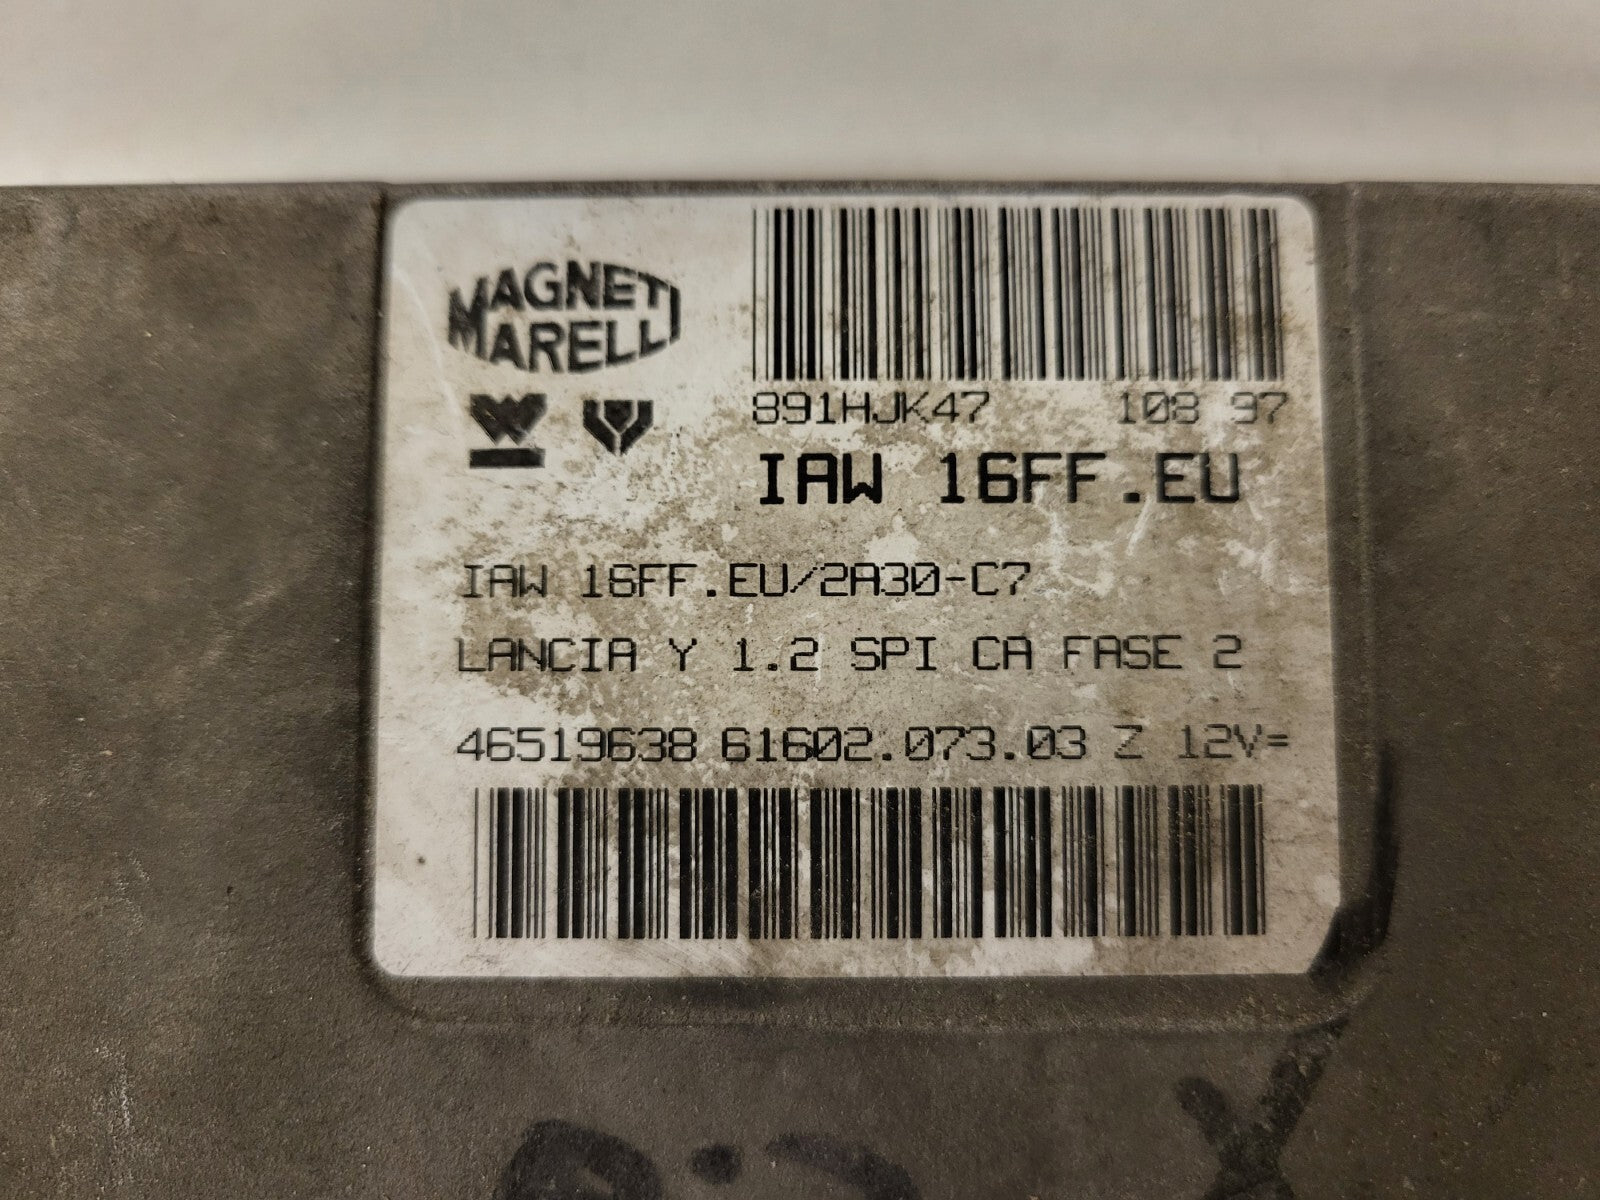 MAGNETI
MARELLI
891HJK47 108 97
IAW 16FF.EU
IAW 16FF.EU/2A30-C7
LANCIA Y 1.2 SPI CA FASE 2
46519638 61602.073.03 Z 12V=